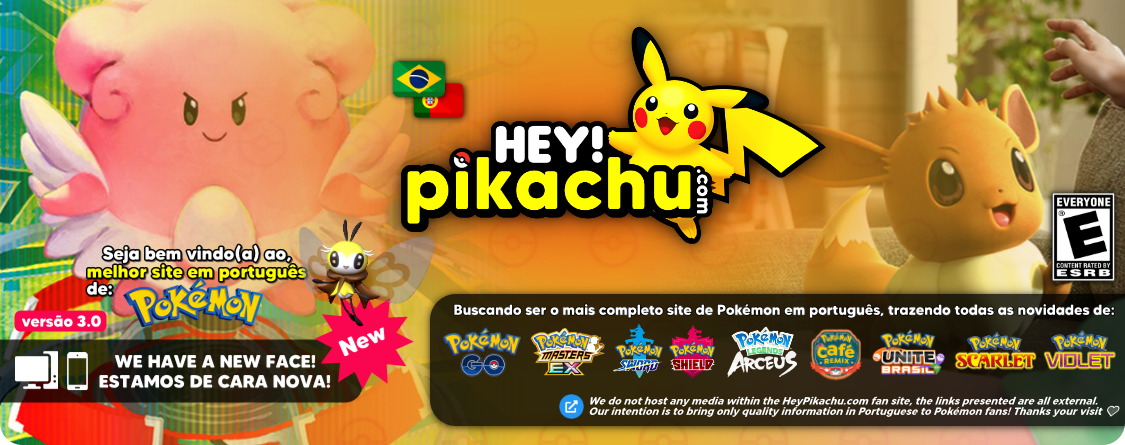 HEY!
pikachu.com
Seja bem vindo(a) ao,
melhor site em português
de:
POKéMON
versão 3.0
New
WE HAVE A NEW FACE!
ESTAMOS DE CARA NOVA!
EVERYONE
E
®
CONTENT RATED BY
ESRB
Buscando ser o mais completo site de Pokémon em português, trazendo todas as novidades de:
POKéMON GO
POKéMON MASTERS EX
POKéMON SWORD
POKéMON SHIELD
POKéMON LEGENDS ARCEUS
POKéMON Café REMIX
POKéMON UNITE BRASIL
POKéMON SCARLET
POKéMON VIOLET
We do not host any media within the HeyPikachu.com fan site, the links presented are all external.
Our intention is to bring only quality information in Portuguese to Pokémon fans! Thanks your visit